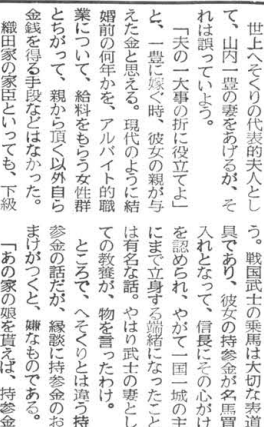 世上へそくりの代表的夫人とし
て、山内一豊の妻をあげるが、そ
れは誤っていよう。
「夫の一大事の折に役立てよ」
と、一豊に嫁ぐ時、彼女の親が与
えた金と思える。現代のように結
婚前の何年かを、アルバイト的職
業について、給料をもらう女性群
とちがって、親から頂く以外自ら
金銭を得る手段などはなかった。
織田家の家臣といっても、下級
う。戦国武士の乗馬は大切な表道
具であり、彼女の持参金が名馬買
入れとなって、信長にその心がけ
を認められ、やがて一国一城の主
にまで立身する端緒になったこと
は有名な話。やはり武士の妻とし
ての教養が、物を言ったわけ。
ところで、へそくりとは違う持
参金の話だが、縁談に持参金のお
まけがつくと、嫌なものである。
「あの家の娘を貰えば、持参金